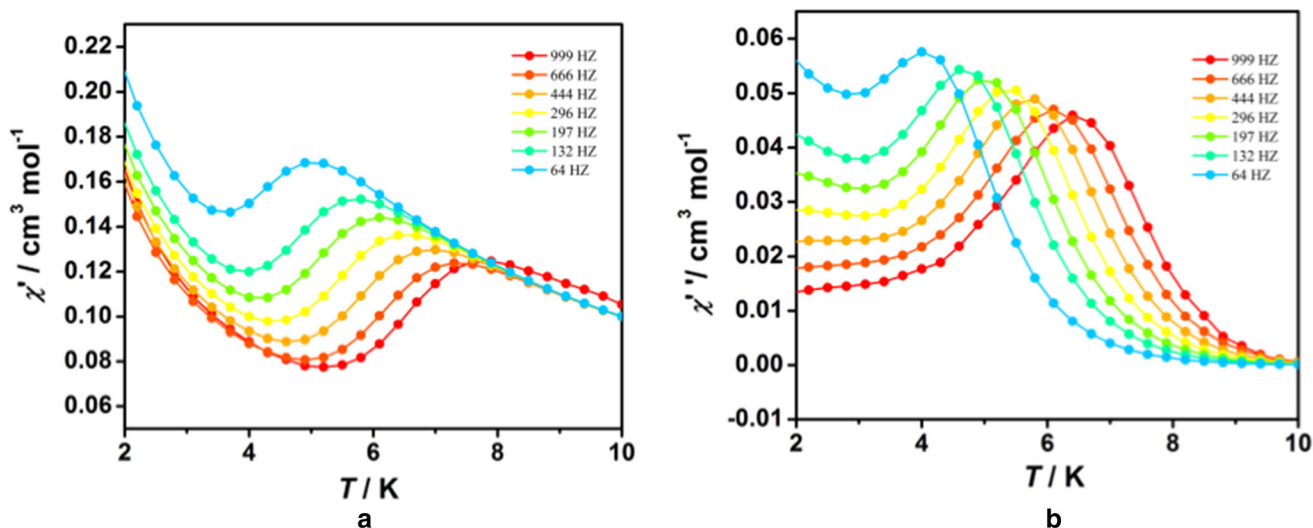 0.22
0.20
0.18
0.16
0.14
0.12
0.10
0.08
0.06
χ' / cm³ mol⁻¹
999 HZ
666 HZ
444 HZ
296 HZ
197 HZ
132 HZ
64 HZ
2 4 6 8 10
T / K
a
0.06
0.05
0.04
0.03
0.02
0.01
0.00
-0.01
χ' '/ cm³ mol⁻¹
999 HZ
666 HZ
444 HZ
296 HZ
197 HZ
132 HZ
64 HZ
2 4 6 8 10
T / K
b